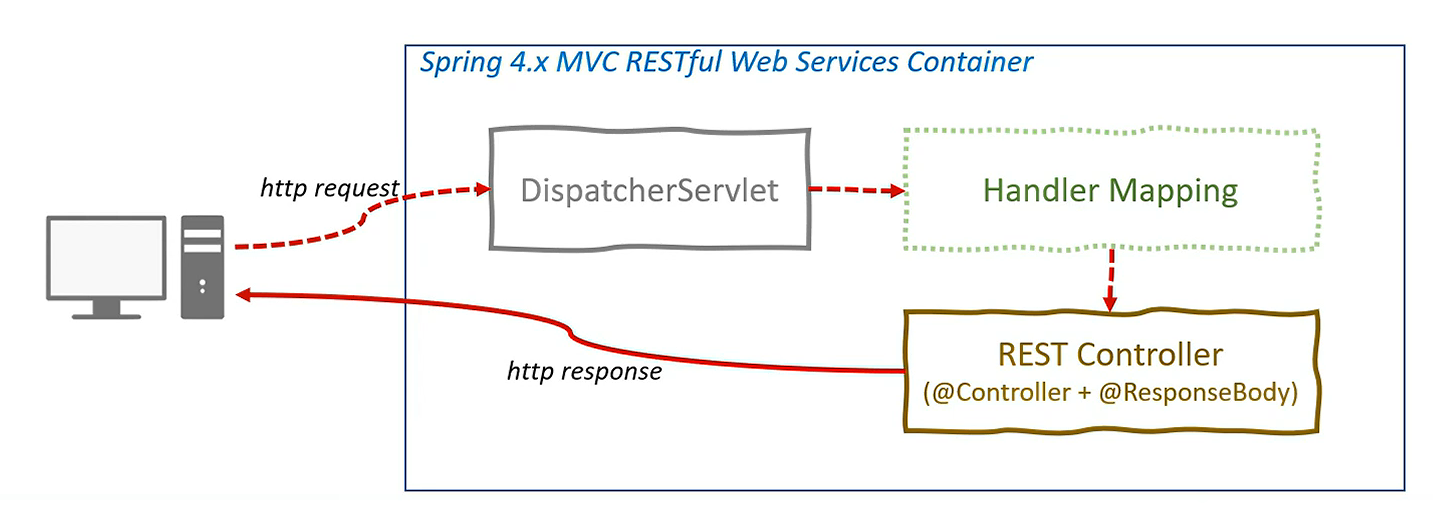 Spring 4.x MVC RESTful Web Services Container
http request
DispatcherServlet
Handler Mapping
REST Controller
(@Controller + @ResponseBody)
http response